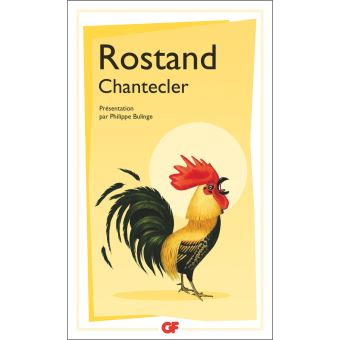 Rostand
Chantecler
Présentation
par Philippe Bulinge
GF